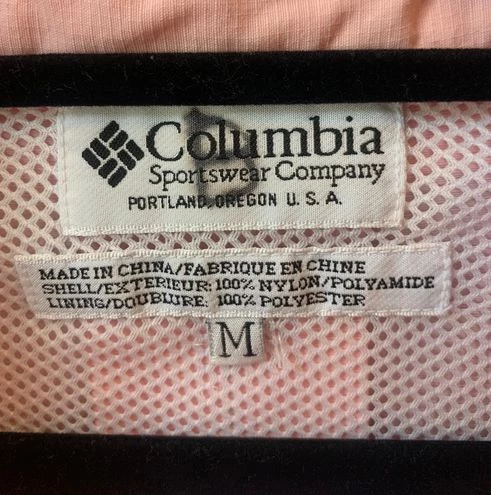 B
Columbia
Sportswear Company
PORTLAND, OREGON U. S. A.
MADE IN CHINA/FABRIQUE EN CHINE
SHELL/EXTERIEUR: 100% NYLON/POLYAMIDE
LINING/DOUBLURE: 100% POLYESTER
M